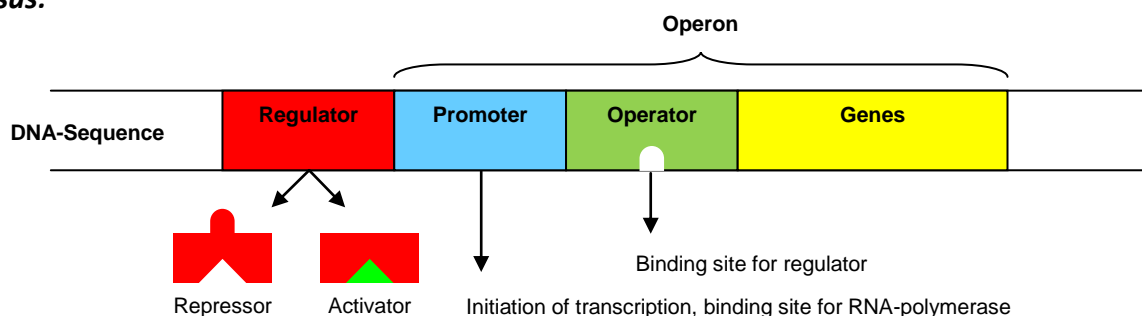 sus:
Operon
Regulator Promoter Operator Genes
DNA-Sequence
Binding site for regulator
Repressor Activator Initiation of transcription, binding site for RNA-polymerase